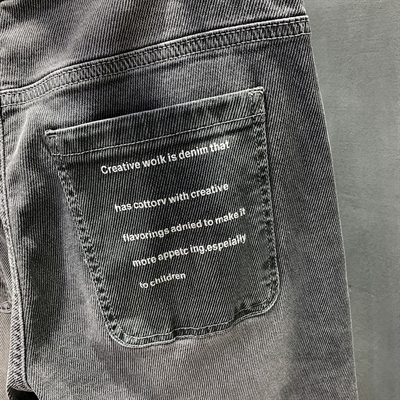 Creative woik is denim that
has cottorv with creative
flavorings adnied to make it
more appetc ing.espeially
to children